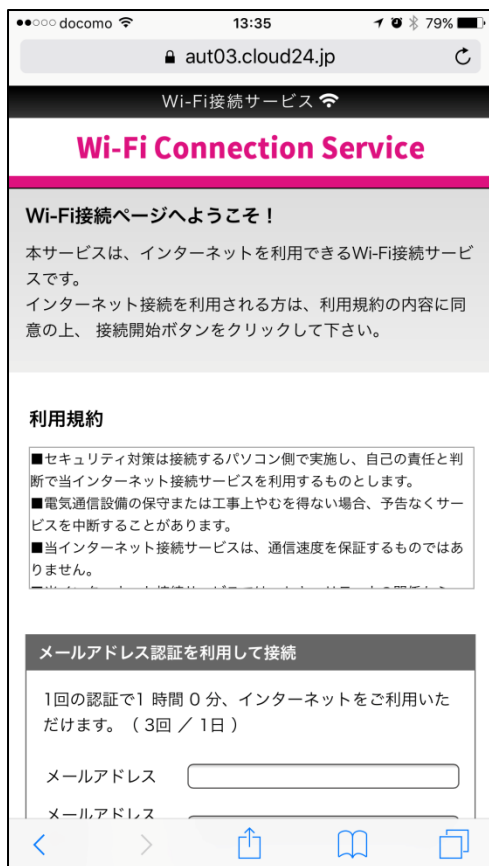 docomo 13:35 79%
aut03.cloud24.jp
Wi-Fi接続サービス
Wi-Fi Connection Service
Wi-Fi接続ページへようこそ！
本サービスは、インターネットを利用できるWi-Fi接続サービ
スです。
インターネット接続を利用される方は、利用規約の内容に同
意の上、 接続開始ボタンをクリックして下さい。
利用規約
■セキュリティ対策は接続するパソコン側で実施し、自己の責任と判
断で当インターネット接続サービスを利用するものとします。
■電気通信設備の保守または工事上やむを得ない場合、予告なくサー
ビスを中断することがあります。
■当インターネット接続サービスは、通信速度を保証するものではあ
りません。
メールアドレス認証を利用して接続
1回の認証で1 時間 0 分、インターネットをご利用いた
だけます。（ 3回 ／ 1日 ）
メールアドレス
メールアドレス